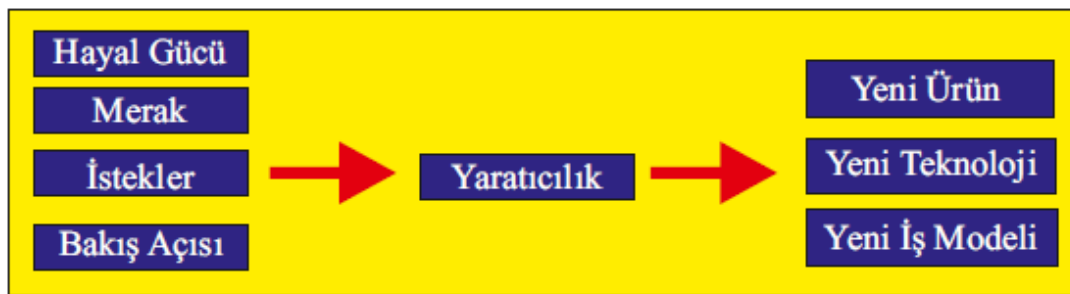 Hayal Gücü
Merak
İstekler
Bakış Açısı
Yaratıcılık
Yeni Ürün
Yeni Teknoloji
Yeni İş Modeli